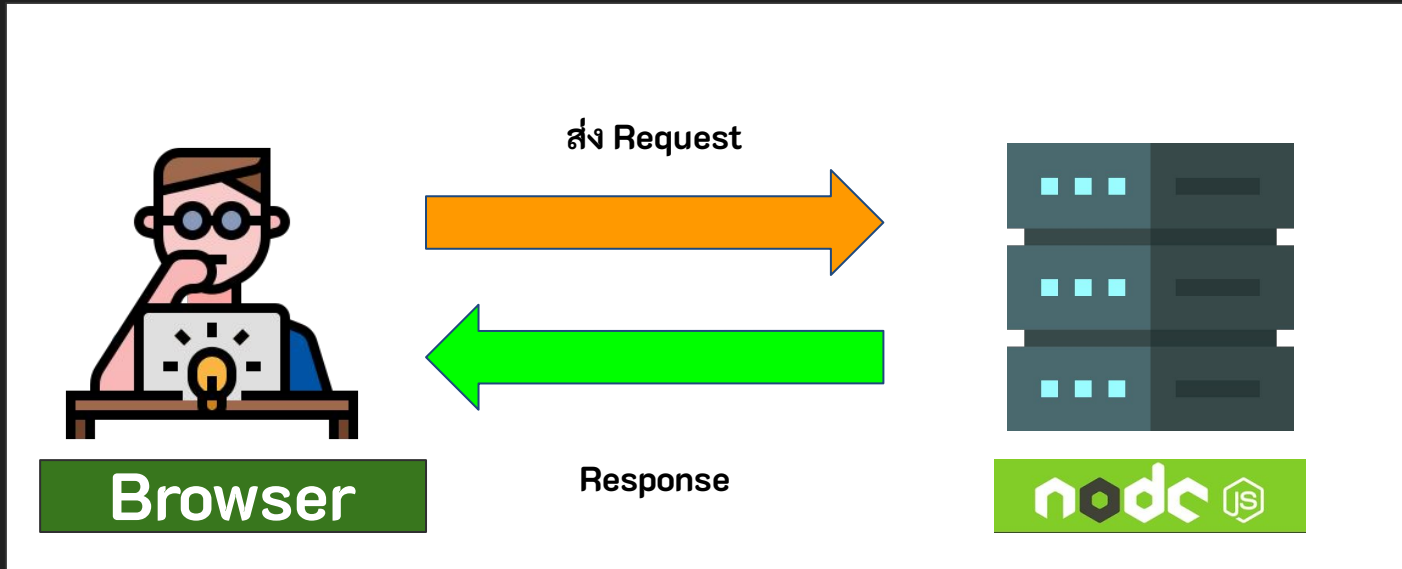 ส่ง Request
Response
Browser
node JS